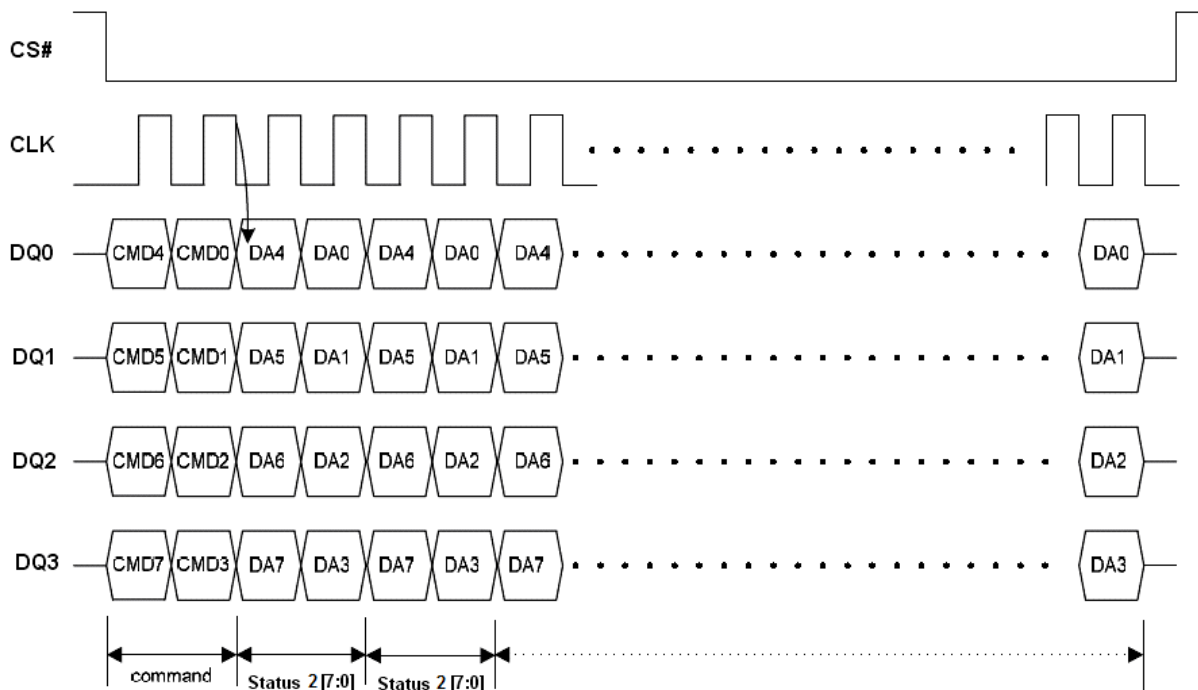 CS#
CLK
DQ0 CMD4 CMD0 DA4 DA0 DA4 DA0 DA4 DA0
DQ1 CMD5 CMD1 DA5 DA1 DA5 DA1 DA5 DA1
DQ2 CMD6 CMD2 DA6 DA2 DA6 DA2 DA6 DA2
DQ3 CMD7 CMD3 DA7 DA3 DA7 DA3 DA7 DA3
command Status 2 [7:0] Status 2 [7:0]